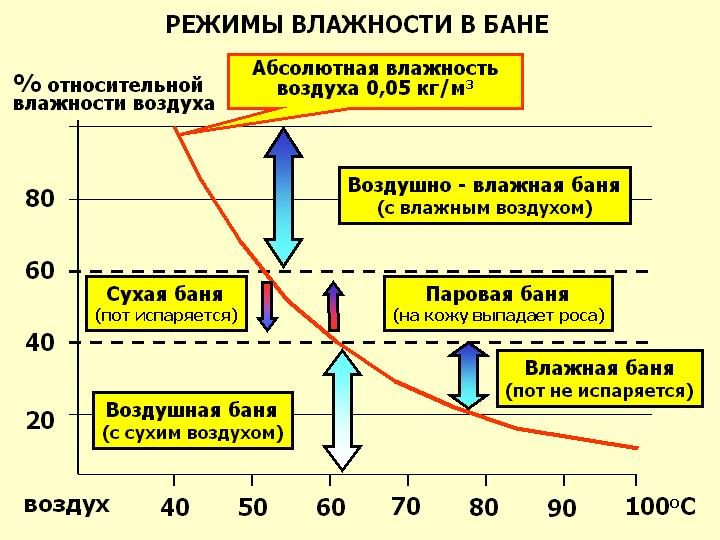 РЕЖИМЫ ВЛАЖНОСТИ В БАНЕ
% относительной
влажности воздуха
Абсолютная влажность
воздуха 0,05 кг/м³
Воздушно - влажная баня
(с влажным воздухом)
80
60
Сухая баня
(пот испаряется)
Паровая баня
(на кожу выпадает роса)
40
Влажная баня
(пот не испаряется)
Воздушная баня
(с сухим воздухом)
20
воздух 40 50 60 70 80 90 100°С